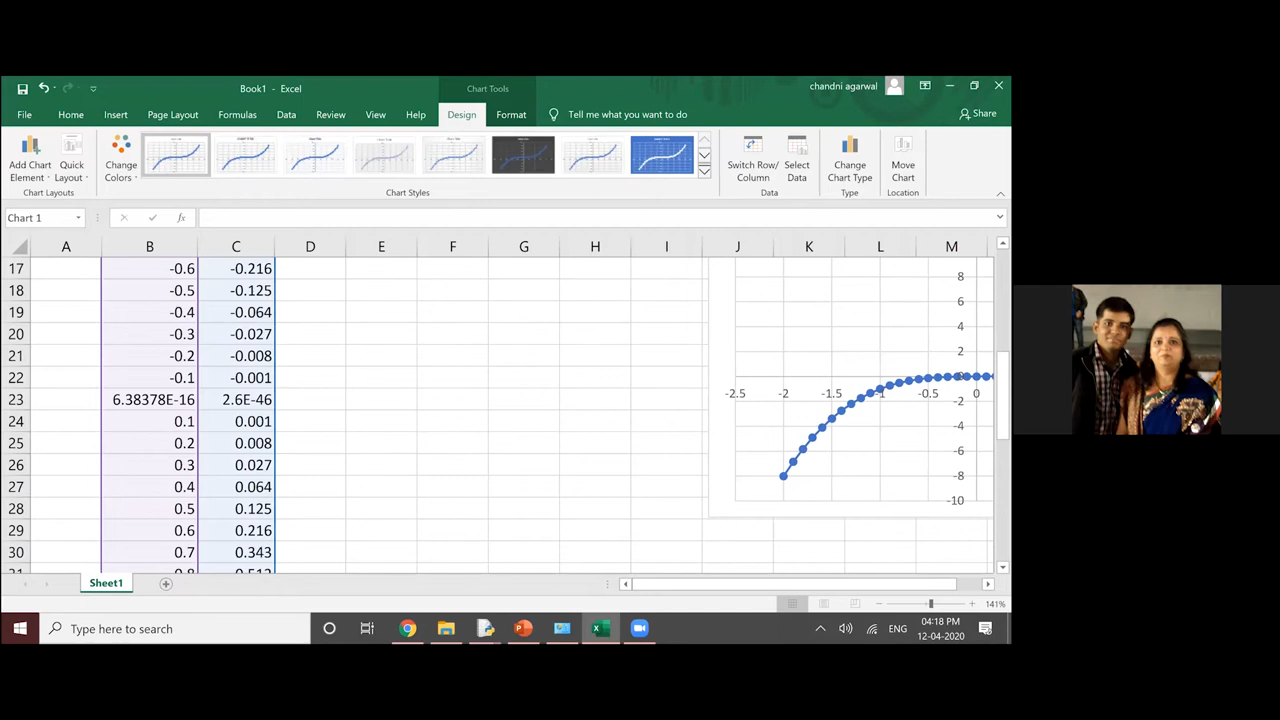 Book1 - Excel
Chart Tools
chandni agarwal
File Home Insert Page Layout Formulas Data Review View Help Design Format Tell me what you want to do Share
Add Chart Element
Quick Layout
Change Colors
Switch Row/ Column
Select Data
Change Chart Type
Move Chart
Chart Layouts Chart Styles Data Type Location
Chart 1 fx
A B C D E F G H I J K L M
17 -0.6 -0.216
18 -0.5 -0.125
19 -0.4 -0.064
20 -0.3 -0.027
21 -0.2 -0.008
22 -0.1 -0.001
23 6.38378E-16 2.6E-46
24 0.1 0.001
25 0.2 0.008
26 0.3 0.027
27 0.4 0.064
28 0.5 0.125
29 0.6 0.216
30 0.7 0.343
8
6
4
2
0
-2.5 -2 -1.5 -1 -0.5 0
-2
-4
-6
-8
-10
Sheet1
141%
Type here to search
ENG
04:18 PM
12-04-2020